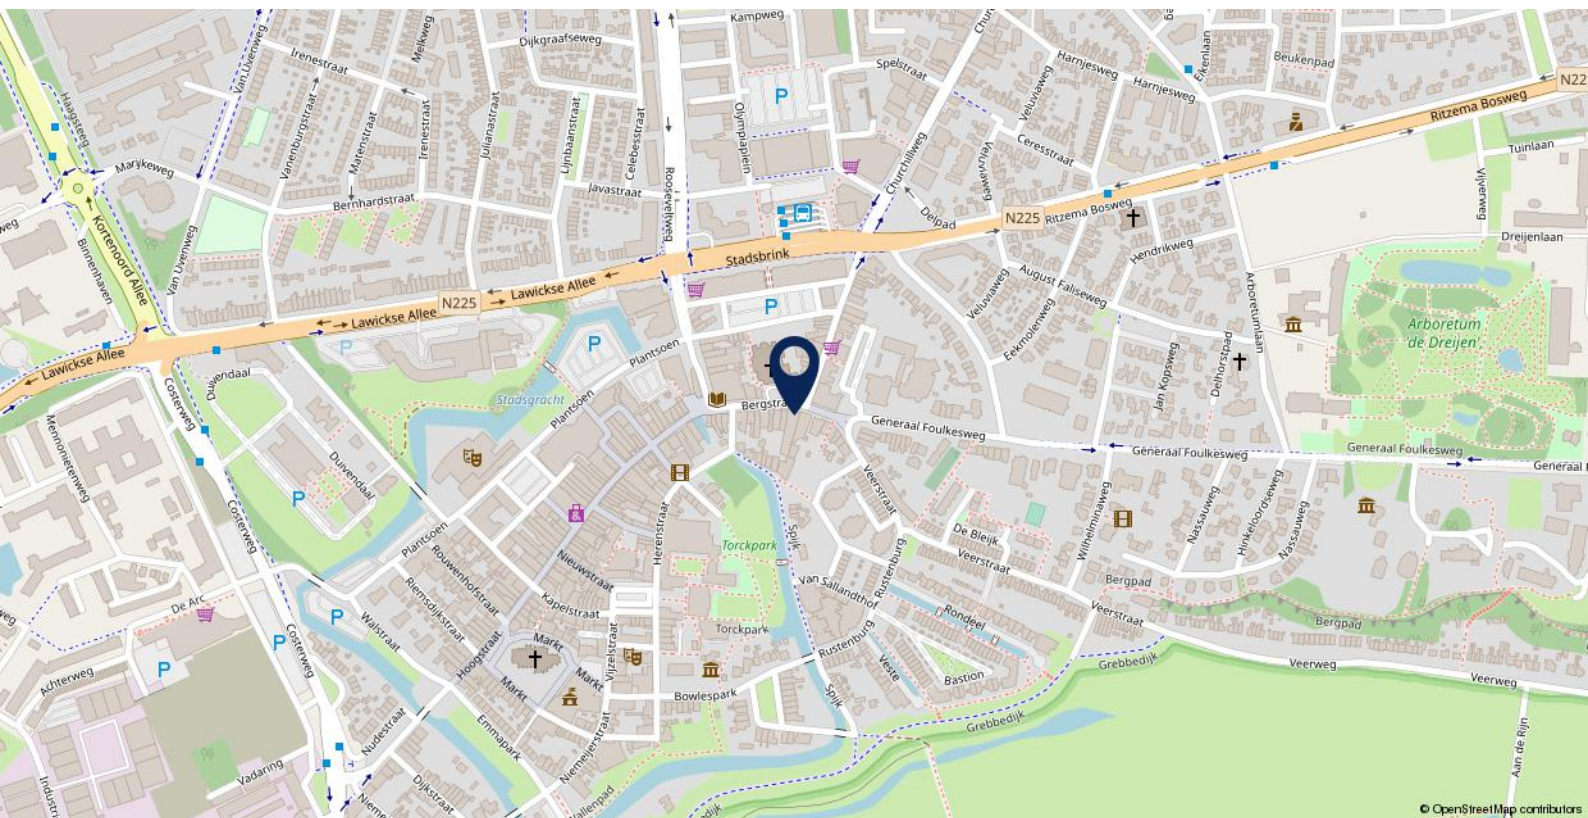 Kampweg
Dijkgraafseweg
Melkweg
Irenestraat
Van Uvenweg
Haagsteeg
Spelstraat
Harnjesweg
Harnjesweg
Eikenlaan
Beukenpad
N22
Ritzema Bosweg
P
Veluviaweg
Olympiaplein
Celebesstraat
Lijnbaanstraat
Julianastraat
Irenestraat
Matenstraat
Vanenburgstraat
Marijkeweg
Churchillweg
Ceresstraat
Veluviaweg
Tuinlaan
Vijverweg
Javastraat
Bernhardstraat
Rooseveltweg
Delpad
N225
Ritzema Bosweg
Hendrikweg
Dreijenlaan
Kortenoord Allee
Binnenhaven
Van Uvenweg
Stadsbrink
August Faliseweg
Arboretumlaan
Veluviaweg
N225
Lawickse Allee
Lawickse Allee
P
P
P
Eekmolenweg
Arboretum
de Dreijen
Plantsoen
Lawickse Allee
Duivendaal
Costerweg
Jan Kopsweg
Delhorstpad
Stadsgracht
Plantsoen
Generaal Foulkesweg
Generaal Foulkesweg
Generaal Foulkesweg
Mennonietenweg
Duivendaal
P
Veerstraat
Costerweg
Plantsoen
Herenstraat
Spijk
De Bleijk
Wilhelminaweg
Nassauweg
Hinkeloordseweg
Nassauweg
Torckpark
Rouwenhofstraat
Nieuwstraat
Veerstraat
Rustenburg
Van Sallandthof
Bergpad
Riemsdijkstraat
Kapelstraat
De Arc
P
Walstraat
Torckpark
Rondeel
Veerstraat
Bergpad
P
Costerweg
Hoogstraat
Markt
Vijzelstraat
Rustenburg
P
Achterweg
Markt
Markt
Bowlespark
Spijk
Veste
Bastion
Grebbedijk
Veerweg
Veerweg
Nudestraat
Emmapark
Niemeijerstraat
Grebbedijk
Aan de Rijn
Vadaring
Dijkstraat
© OpenStreetMap contributors